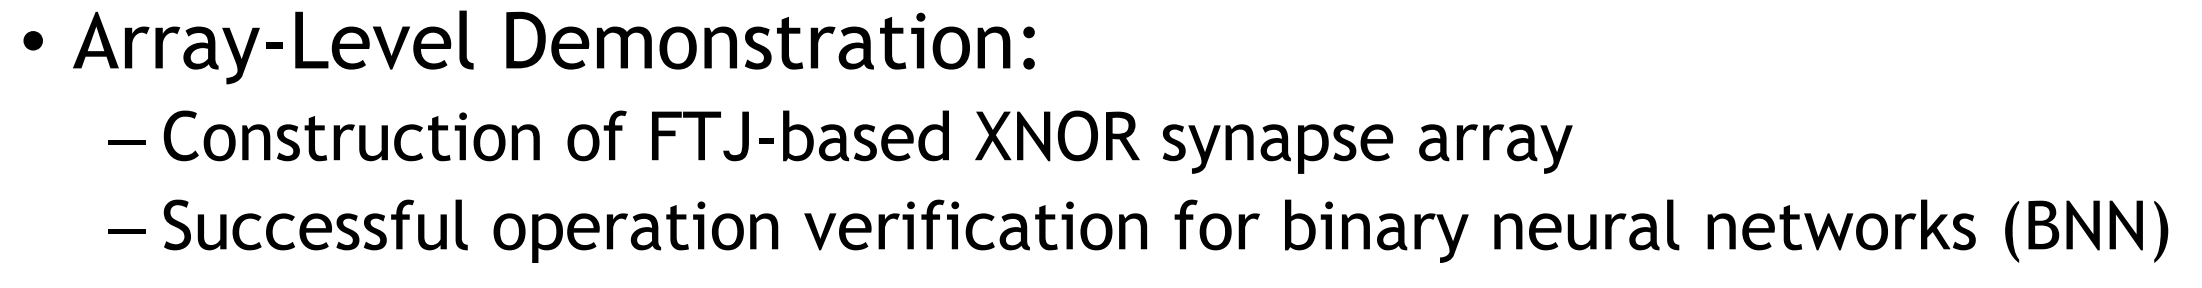 • Array-Level Demonstration:
– Construction of FTJ-based XNOR synapse array
– Successful operation verification for binary neural networks (BNN)